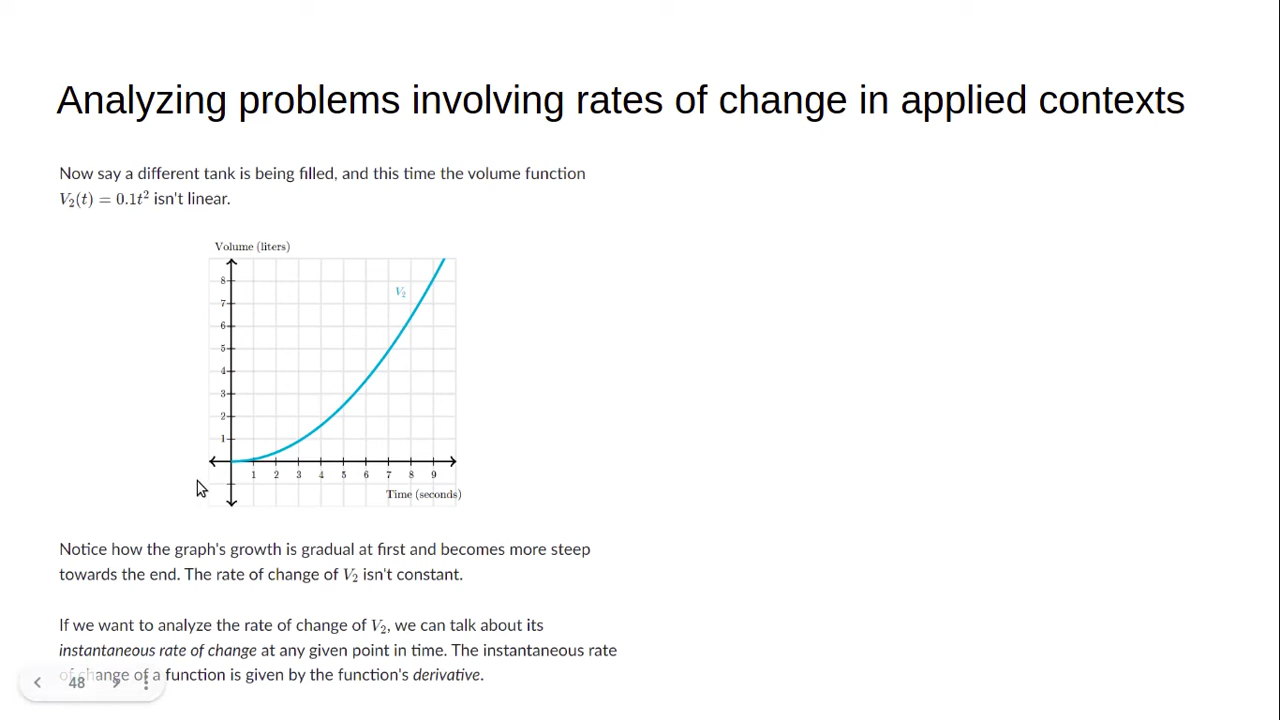 Analyzing problems involving rates of change in applied contexts
Now say a different tank is being filled, and this time the volume function
V₂(t) = 0.1t² isn't linear.
Volume (liters)
V₂
8
7
6
5
4
3
2
1
1 2 3 4 5 6 7 8 9
Time (seconds)
Notice how the graph's growth is gradual at first and becomes more steep
towards the end. The rate of change of V₂ isn't constant.
If we want to analyze the rate of change of V₂, we can talk about its
instantaneous rate of change at any given point in time. The instantaneous rate
of change of a function is given by the function's derivative.
48